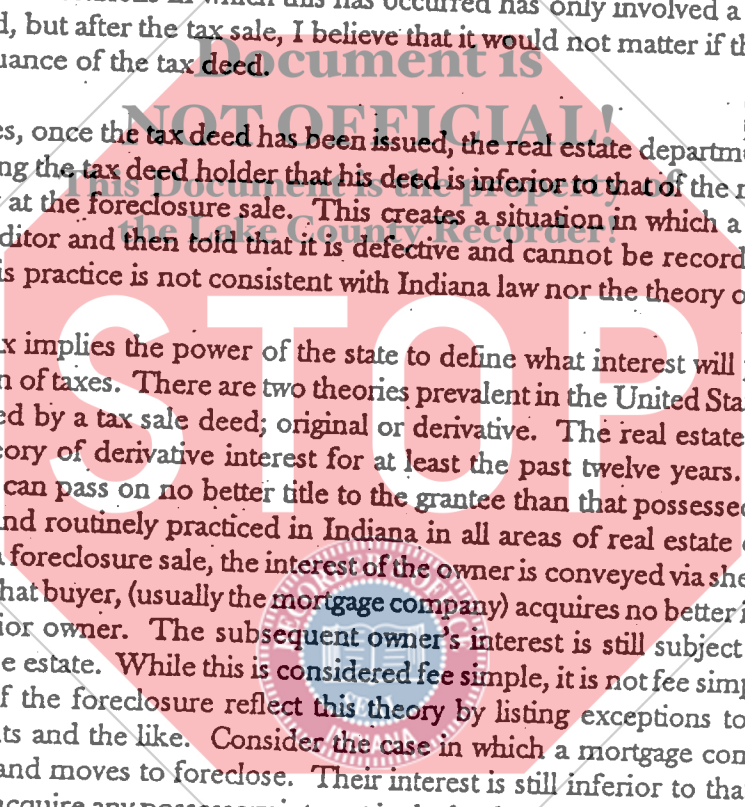 this has occurred has only involved a
d, but after the tax sale, I believe that it would not matter if th
uance of the tax deed.
Document is
NOT OFFICIAL!
This Document is the property of
the Lake County Recorder!
es, once the tax deed has been issued, the real estate departm
ng the tax deed holder that his deed is inferior to that of the
at the foreclosure sale. This creates a situation in which a
ditor and then told that it is defective and cannot be record
is practice is not consistent with Indiana law nor the theory o
STOP
x implies the power of the state to define what interest will
n of taxes. There are two theories prevalent in the United Sta
ed by a tax sale deed; original or derivative. The real estate
eory of derivative interest for at least the past twelve years.
can pass on no better title to the grantee than that possesse
nd routinely practiced in Indiana in all areas of real estate
foreclosure sale, the interest of the owner is conveyed via she
hat buyer, (usually the mortgage company) acquires no better i
ior owner. The subsequent owner's interest is still subject
e estate. While this is considered fee simple, it is not fee simp
f the foreclosure reflect this theory by listing exceptions to
ts and the like. Consider the case in which a mortgage com
and moves to foreclose. Their interest is still inferior to tha
INDIANA